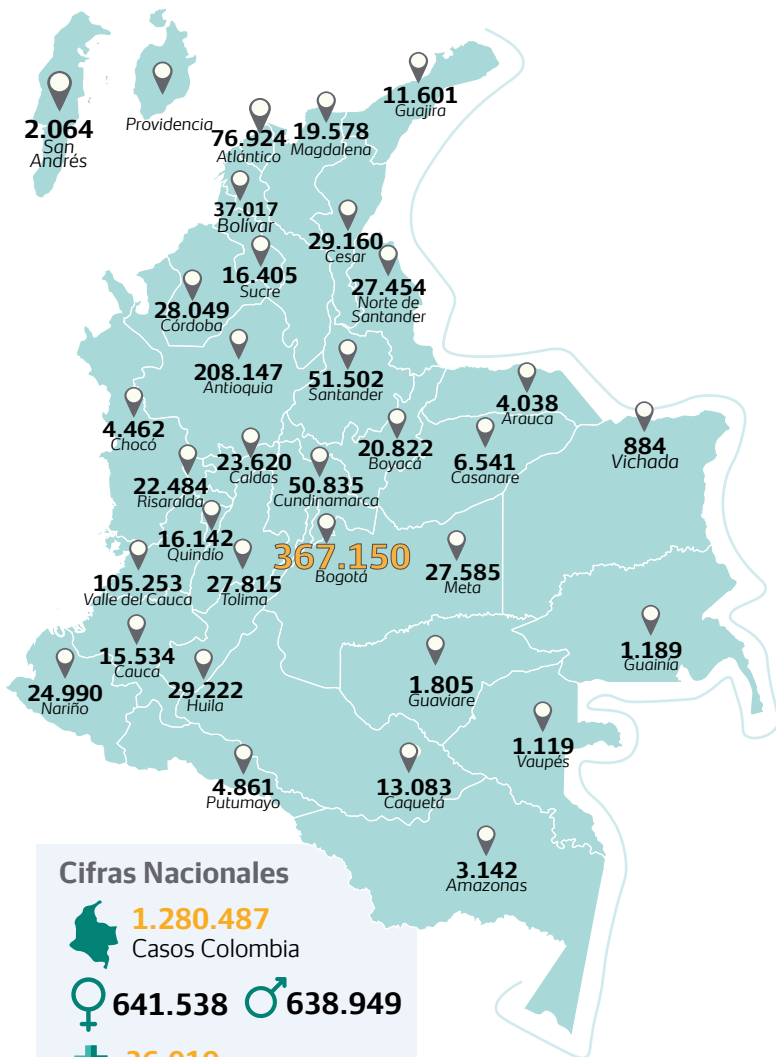 11.601
Guajira
2.064
San
Andrés
Providencia
76.924
Atlántico
19.578
Magdalena
37.017
Bolívar
29.160
Cesar
16.405
Sucre
27.454
Norte de
Santander
28.049
Córdoba
208.147
Antioquia
51.502
Santander
4.038
Arauca
4.462
Chocó
20.822
Boyacá
884
Vichada
23.620
Caldas
6.541
Casanare
22.484
Risaralda
50.835
Cundinamarca
16.142
Quindío
367.150
Bogotá
105.253
Valle del Cauca
27.815
Tolima
27.585
Meta
15.534
Cauca
1.189
Guainía
24.990
Nariño
29.222
Huila
1.805
Guaviare
1.119
Vaupés
4.861
Putumayo
13.083
Caquetá
3.142
Amazonas
Cifras Nacionales
1.280.487
Casos Colombia
641.538 638.949